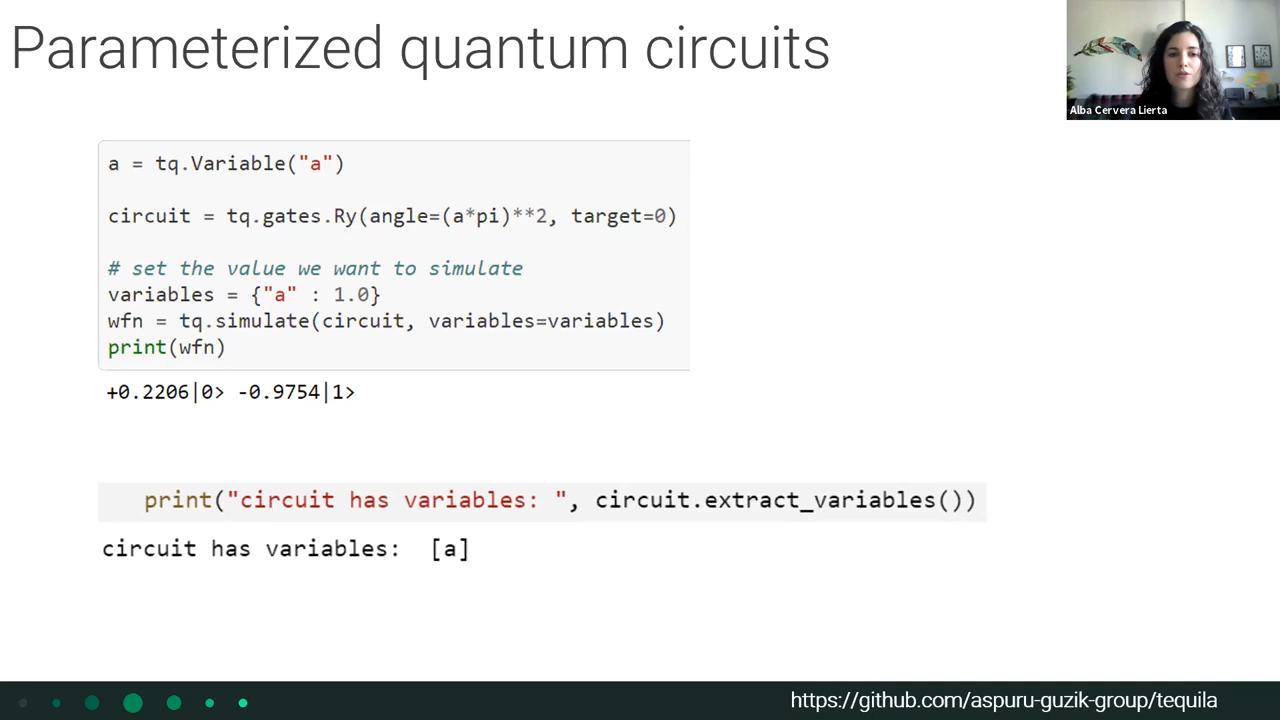 Parameterized quantum circuits
Alba Cervera Lierta
a = tq.Variable("a")
circuit = tq.gates.Ry(angle=(a*pi)**2, target=0)
# set the value we want to simulate
variables = {"a" : 1.0}
wfn = tq.simulate(circuit, variables=variables)
print(wfn)
+0.2206|0> -0.9754|1>
print("circuit has variables: ", circuit.extract_variables())
circuit has variables:  [a]
https://github.com/aspuru-guzik-group/tequila